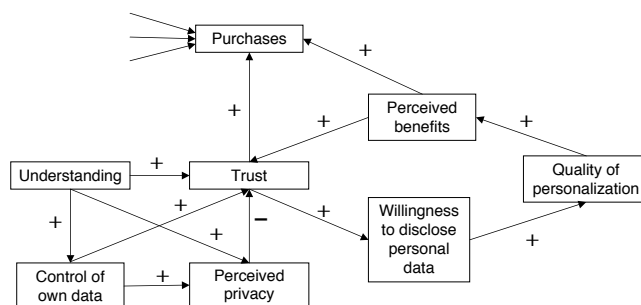 Purchases
+
+
+
Perceived
benefits
+
Understanding
+
Trust
Quality of
personalization
+
+
+
−
+
Willingness
to disclose
personal
data
+
Control of
own data
+
Perceived
privacy